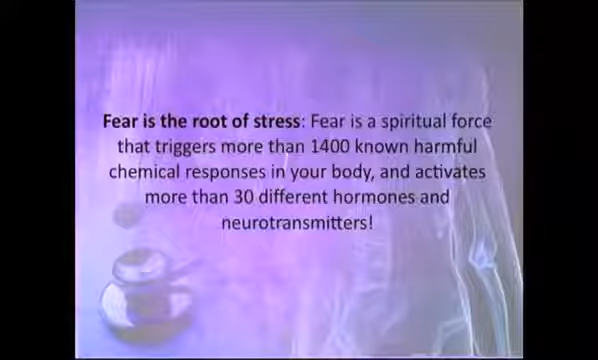 Fear is the root of stress: Fear is a spiritual force
that triggers more than 1400 known harmful
chemical responses in your body, and activates
more than 30 different hormones and
neurotransmitters!